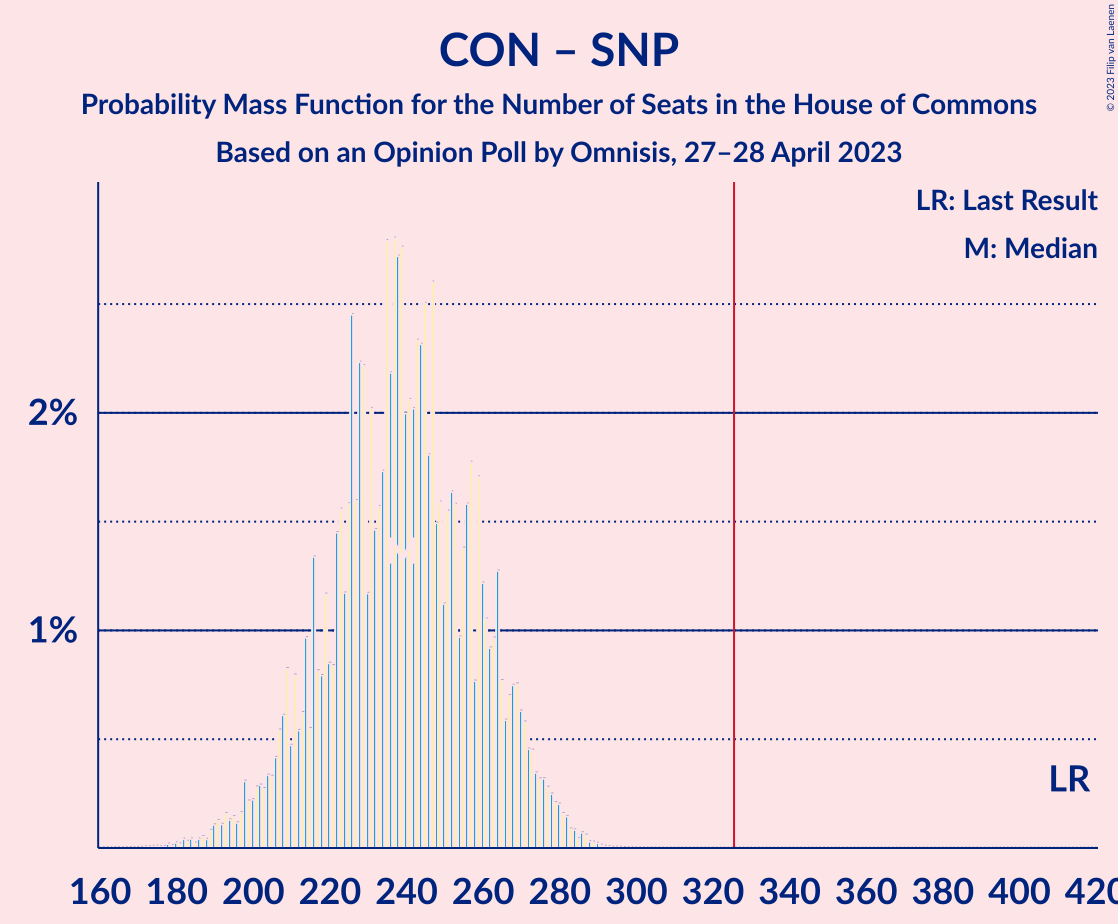 CON – SNP
Probability Mass Function for the Number of Seats in the House of Commons
Based on an Opinion Poll by Omnisis, 27–28 April 2023
© 2023 Filip van Laenen
LR: Last Result
M: Median
2%
1%
LR
160 180 200 220 240 260 280 300 320 340 360 380 400 420